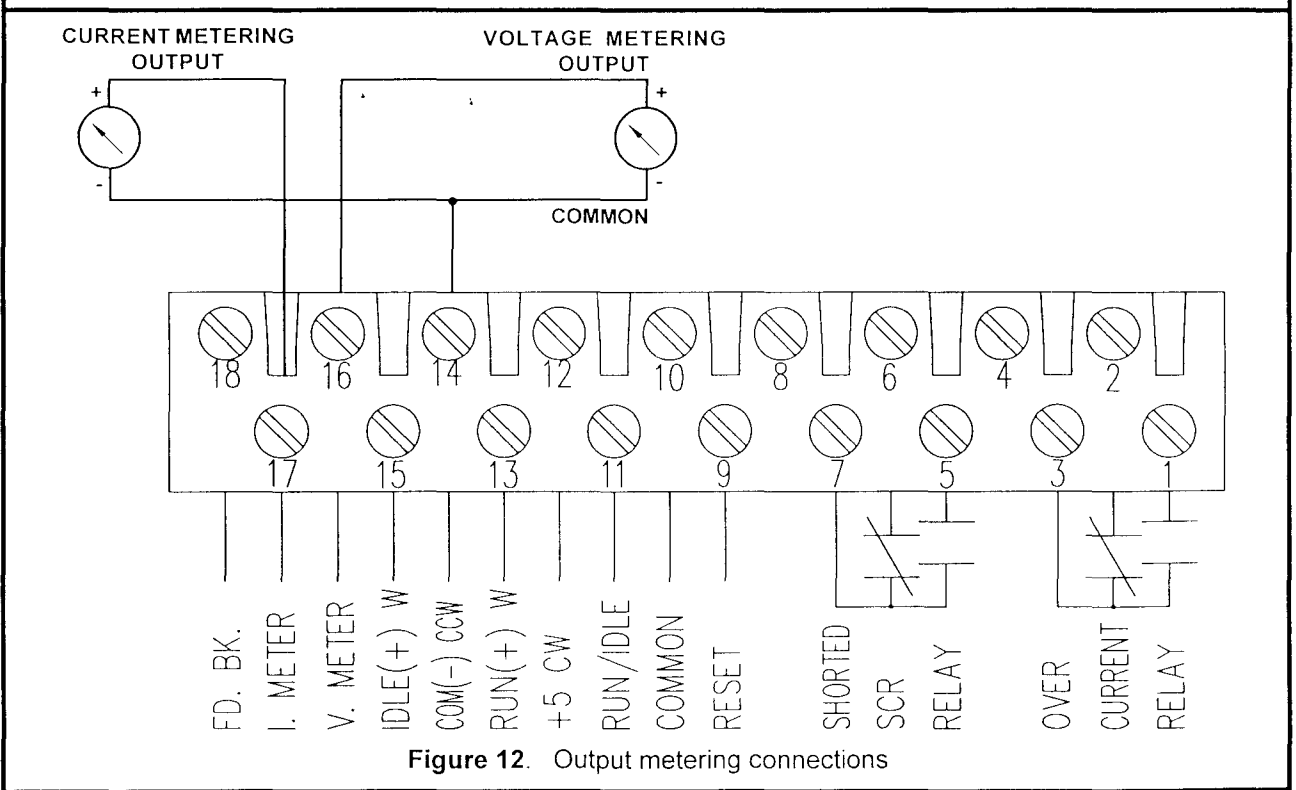 CURRENT METERING
OUTPUT
VOLTAGE METERING
OUTPUT
+
+
-
-
COMMON
18
16
14
12
10
8
6
4
2
17
15
13
11
9
7
5
3
1
FD. BK.
I. METER
V. METER
IDLE(+) W
COM(-) CCW
RUN(+) W
+5 CW
RUN/IDLE
COMMON
RESET
SHORTED
SCR
RELAY
OVER
CURRENT
RELAY
Figure 12. Output metering connections